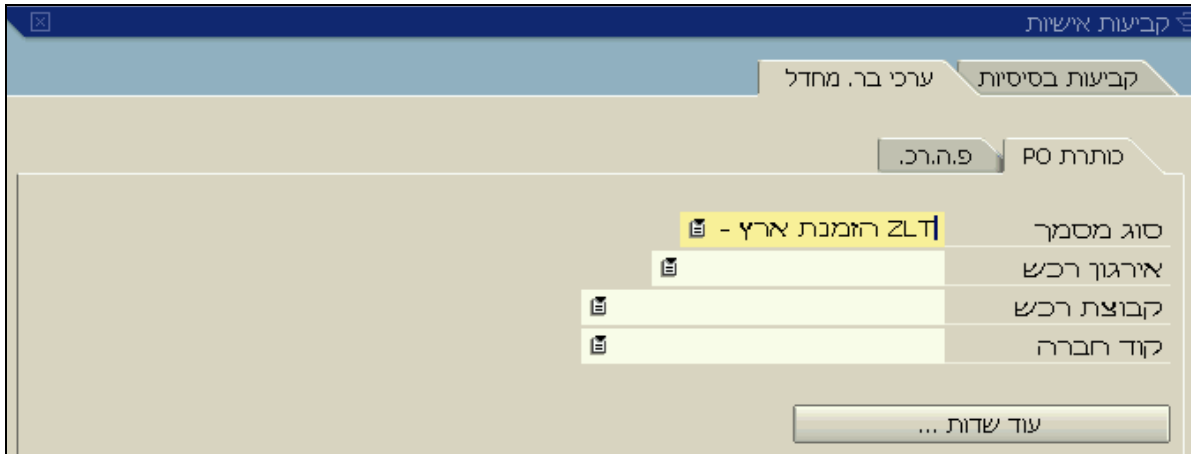 קביעות אישיות
קביעות בסיסיות ערכי בר. מחדל
כותרת PO פ.ה.רכ.
סוג מסמך ZLT הזמנת ארץ -
אירגון רכש
קבוצת רכש
קוד חברה
עוד שדות ...